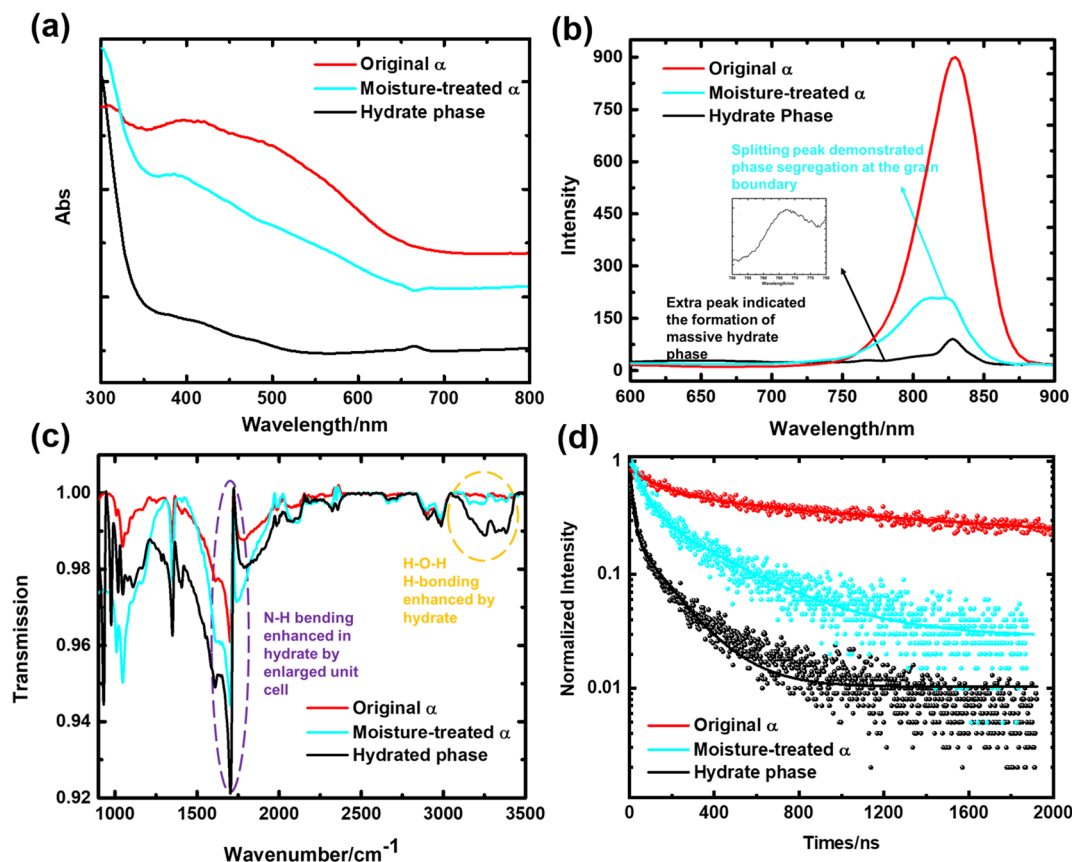 (a)
Original α
Moisture-treated α
Hydrate phase
Abs
300 400 500 600 700 800
Wavelength/nm
(b)
900
750
600
450
300
150
0
Intensity
Original α
Moisture-treated α
Hydrate Phase
Splitting peak demonstrated
phase segregation at the grain
boundary
Wavelength/nm
Extra peak indicated
the formation of
massive hydrate
phase
600 650 700 750 800 850 900
Wavelength/nm
(c)
1.00
0.98
0.96
0.94
0.92
Transmission
H-O-H
H-bonding
enhanced by
hydrate
N-H bending
enhanced in
hydrate by
enlarged unit
cell
Original α
Moisture-treated α
Hydrated phase
1000 1500 2000 2500 3000 3500
Wavenumber/cm-1
(d)
1
0.1
0.01
Normalized Intensity
Original α
Moisture-treated α
Hydrate phase
0 400 800 1200 1600 2000
Times/ns